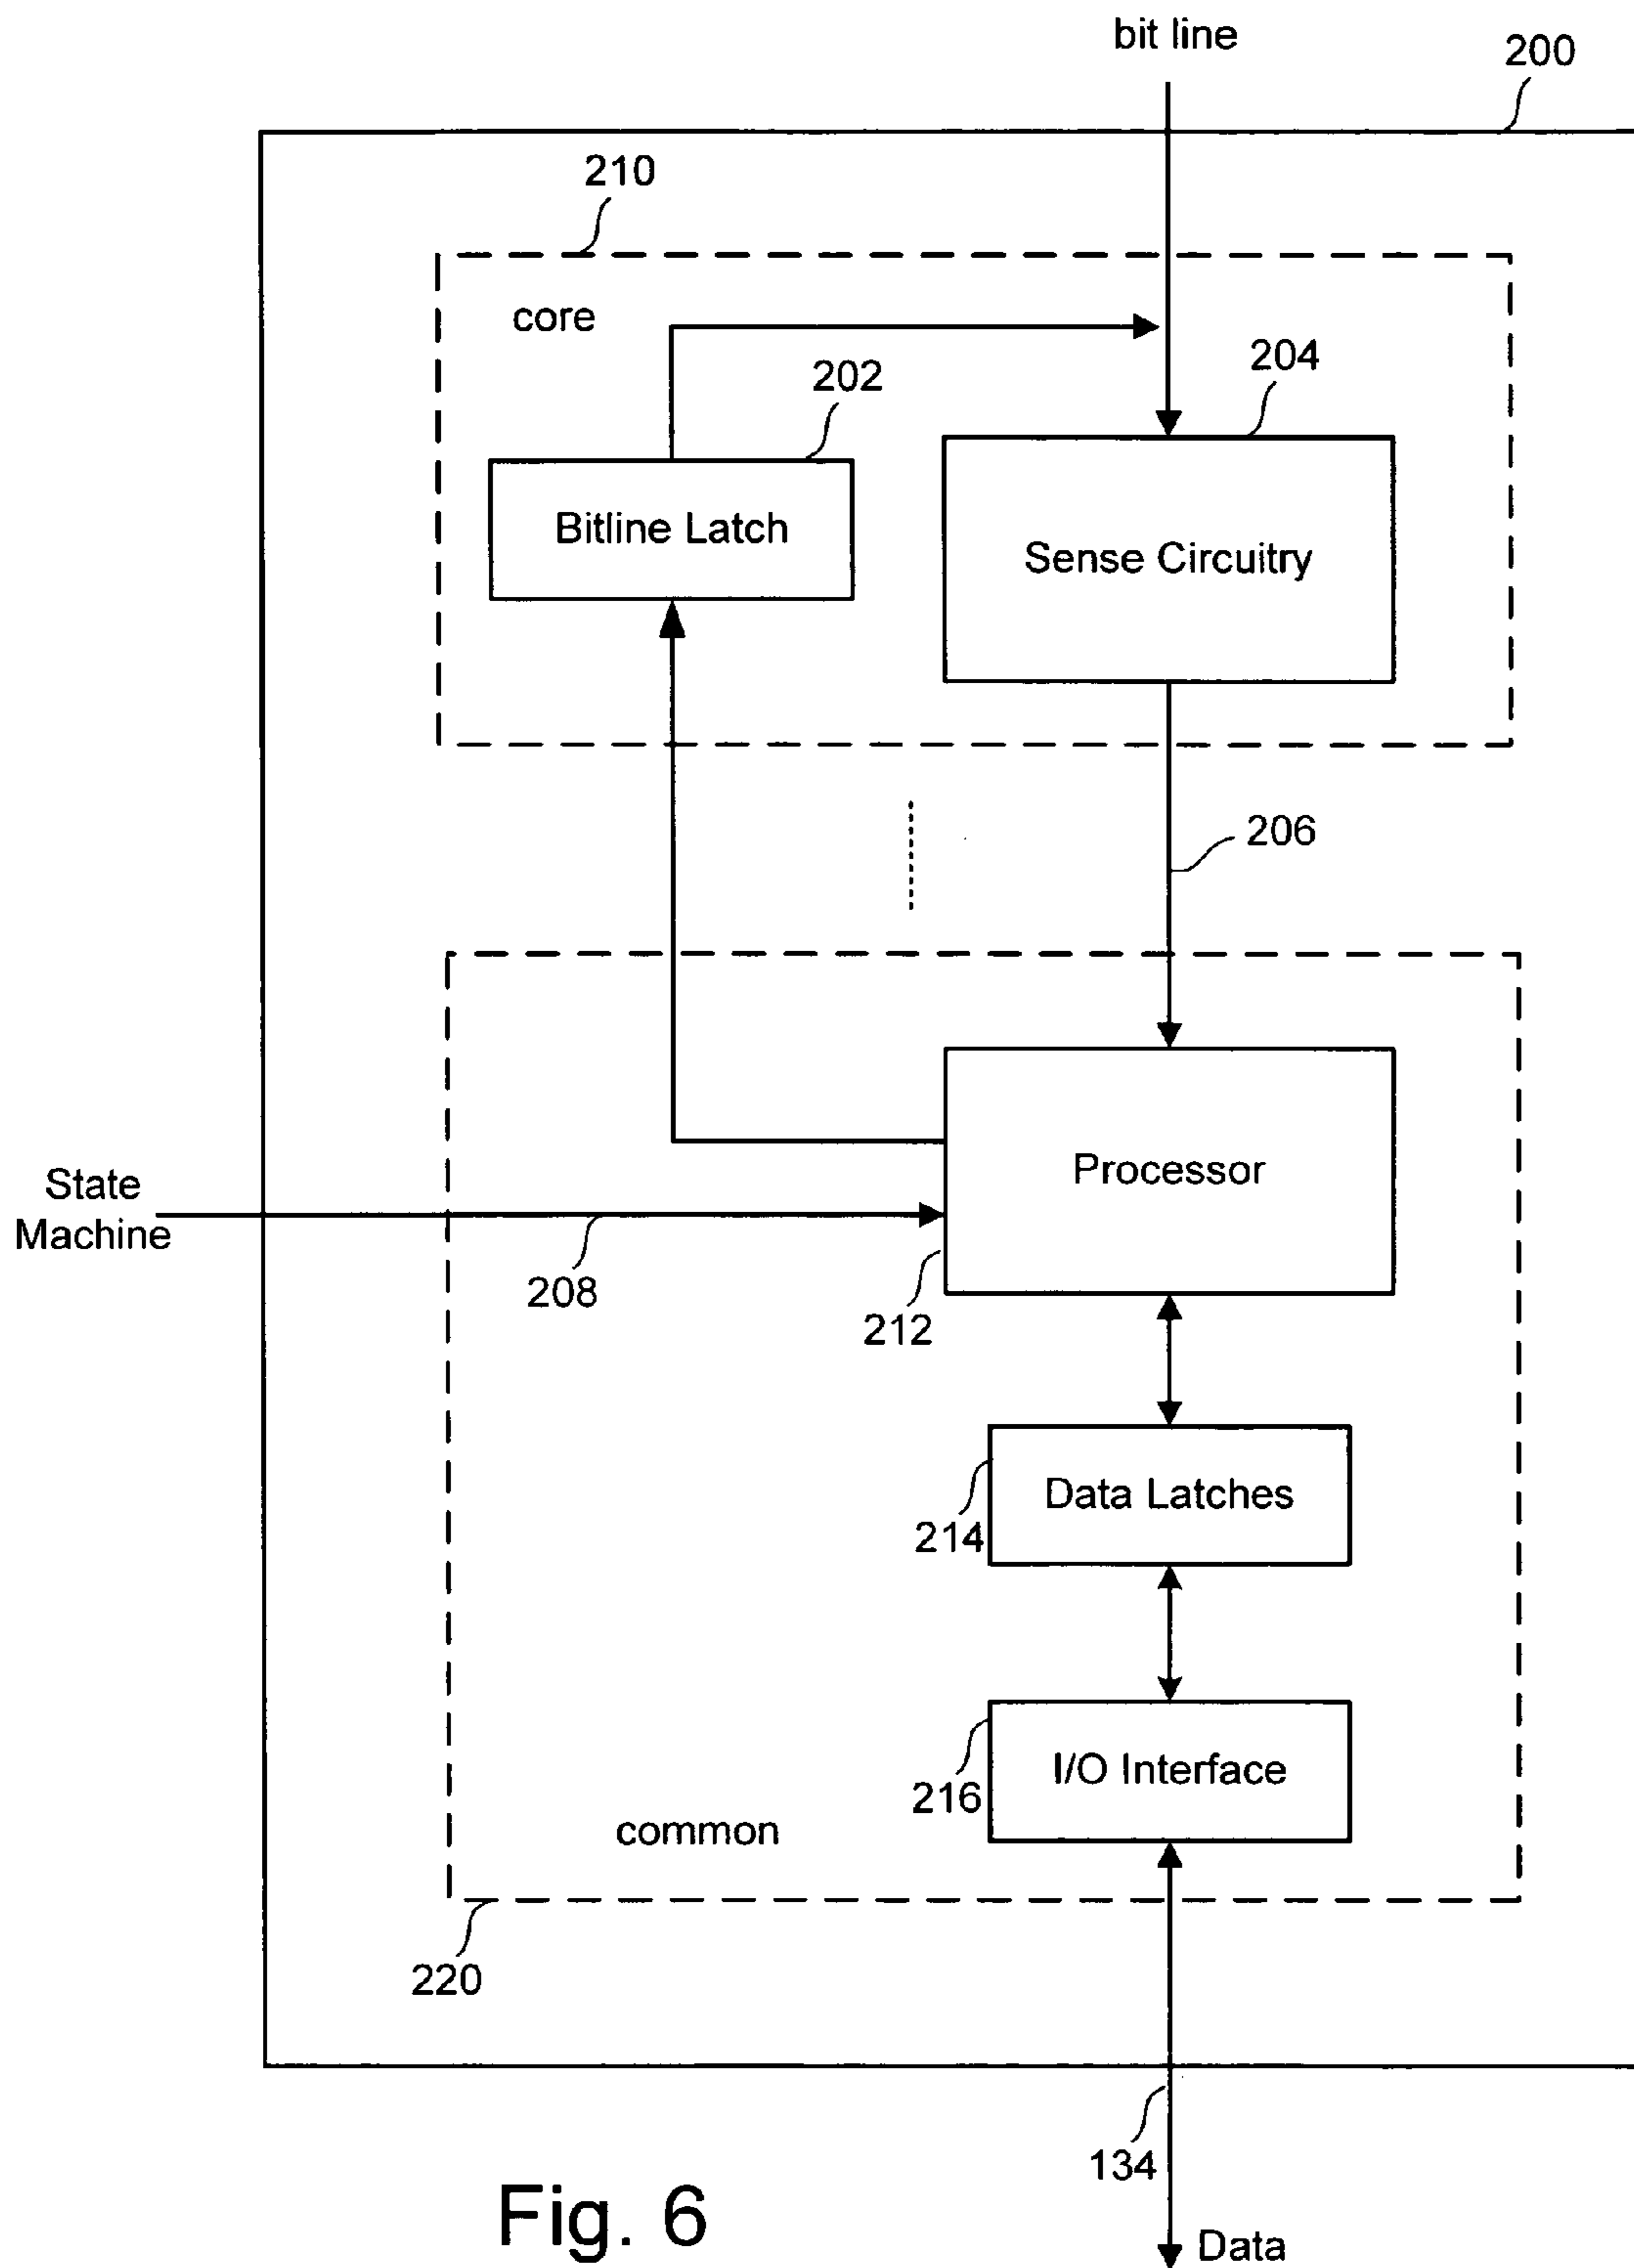 bit line
200
210
core
204
202
Bitline Latch
Sense Circuitry
206
State
Machine
Processor
208
212
Data Latches
214
I/O Interface
216
common
220
134
Fig. 6
Data